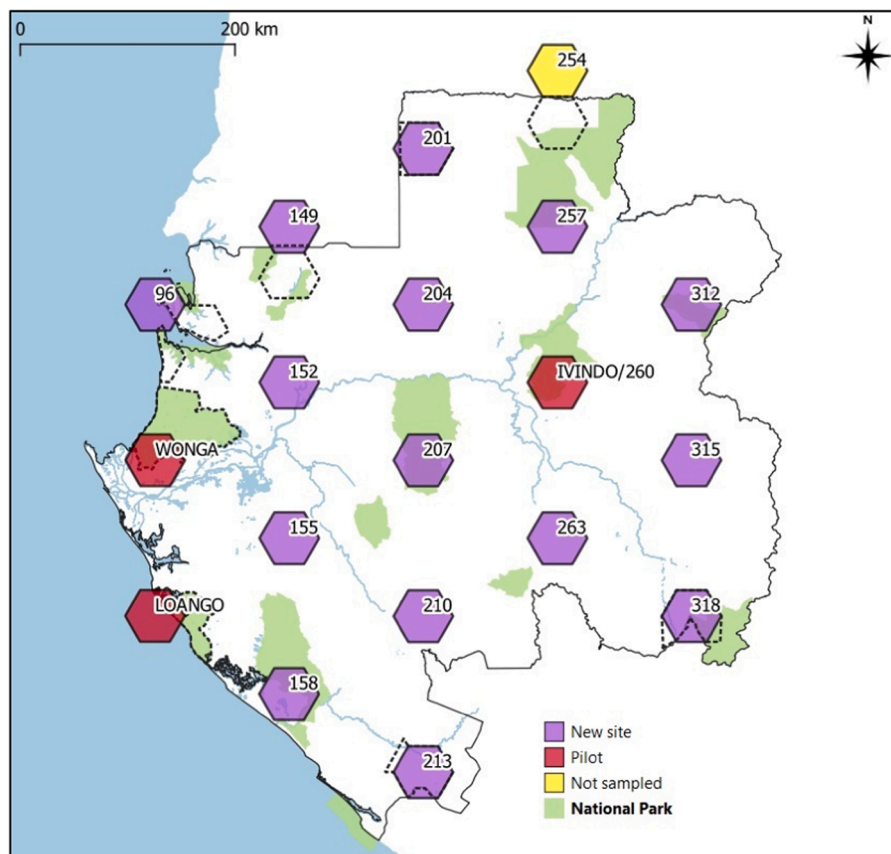 0 200 km
N
254
201
149
257
96
204
312
152
IVINDO/260
WONGA
207
315
155
263
LOANGO
210
318
158
213
New site
Pilot
Not sampled
National Park